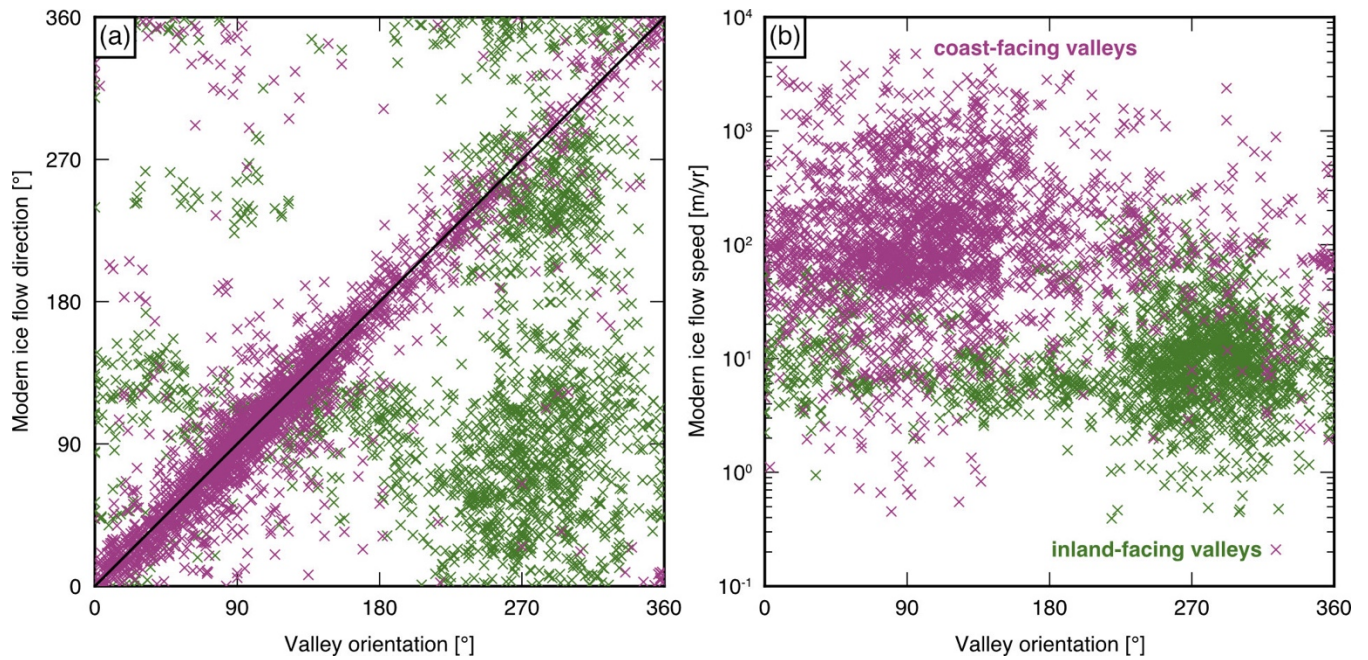 (a)
360
270
180
90
0
Modern ice flow direction [°]
0 90 180 270 360
Valley orientation [°]
(b)
coast-facing valleys
inland-facing valleys
10⁴
10³
10²
10¹
10⁰
10⁻¹
Modern ice flow speed [m/yr]
0 90 180 270 360
Valley orientation [°]